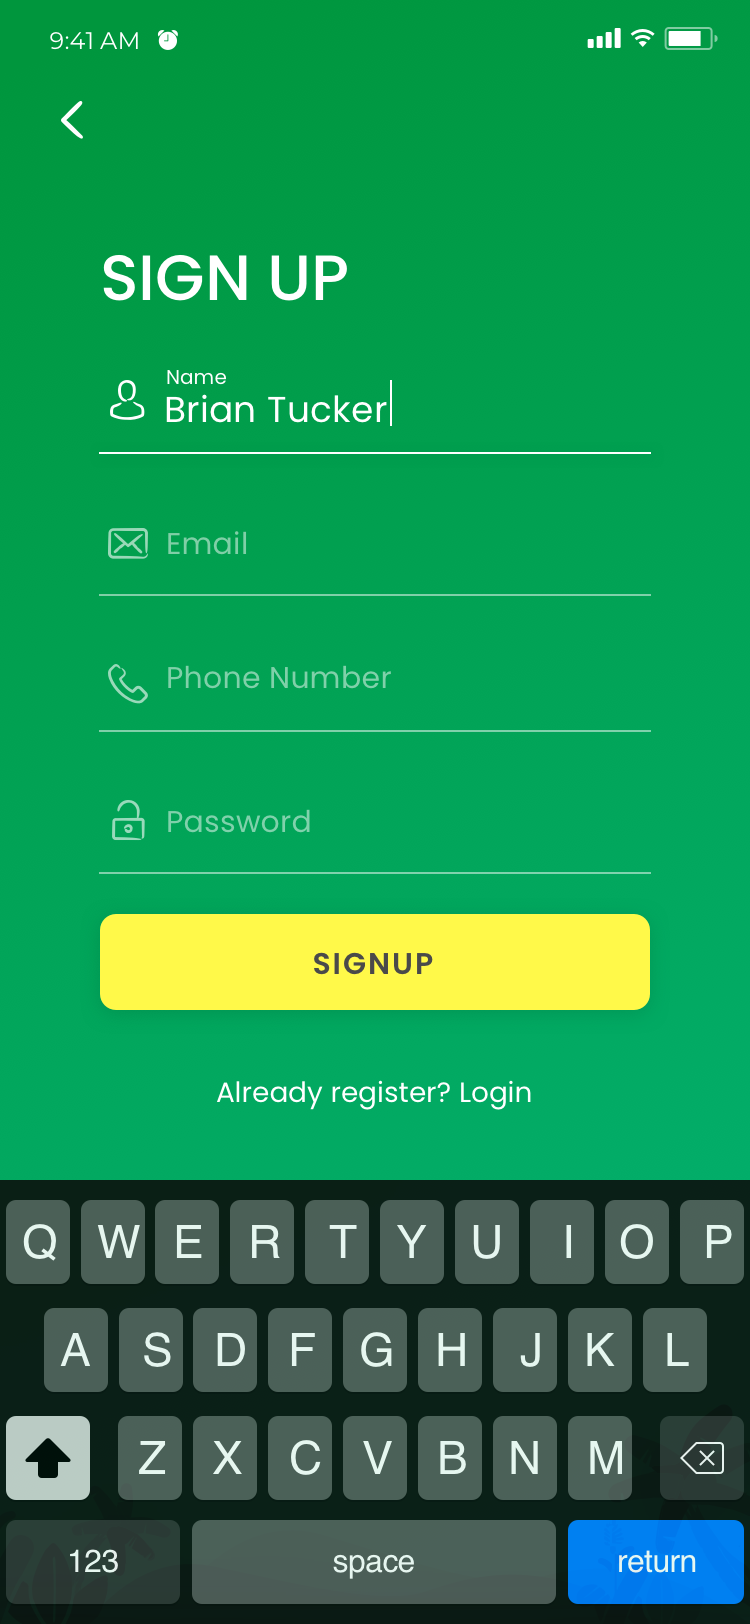 9:41 AM
SIGN UP
Name
Brian Tucker
Email
Phone Number
Password
SIGNUP
Already register? Login
Q W E R T Y U I O P
A S D F G H J K L
Z X C V B N M
123 space return